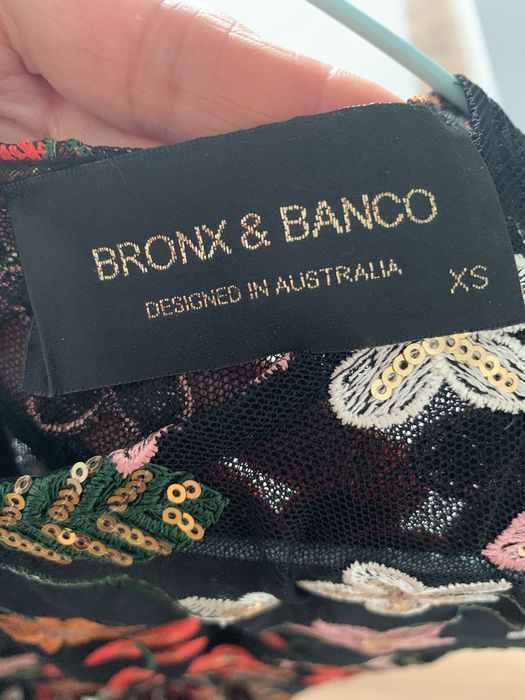 BRONX & BANCO
DESIGNED IN AUSTRALIA
XS